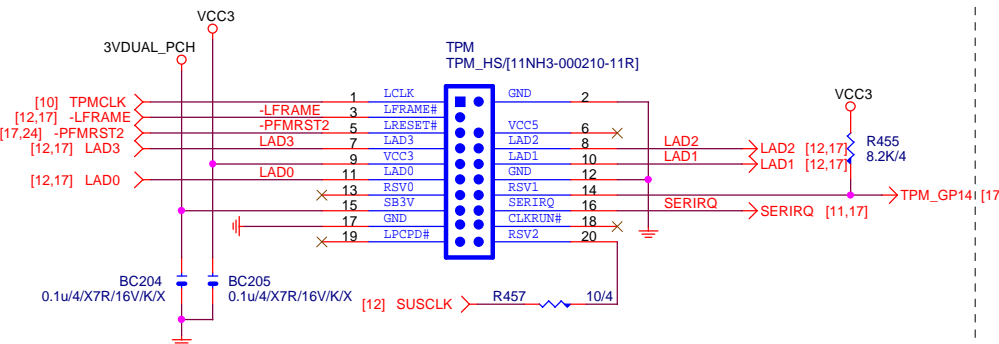 VCC3
3VDUAL_PCH
TPM
TPM_HS/[11NH3-000210-11R]
[10] TPMCLK 1 LCLK GND 2
[12,17] -LFRAME -LFRAME 3 LFRAME#
[17,24] -PFMRST2 -PFMRST2 5 LRESET# VCC5 6
[12,17] LAD3 LAD3 7 LAD3 LAD2 8 LAD2 LAD2 [12,17]
9 VCC3 LAD1 10 LAD1 LAD1 [12,17]
[12,17] LAD0 LAD0 11 LAD0 GND 12
13 RSV0 RSV1 14 TPM_GP14 [17
15 SB3V SERIRQ 16 SERIRQ SERIRQ [11,17]
17 GND CLKRUN# 18
19 LPCPD# RSV2 20
VCC3
R455
8.2K/4
BC204
0.1u/4/X7R/16V/K/X
BC205
0.1u/4/X7R/16V/K/X
[12] SUSCLK R457 10/4